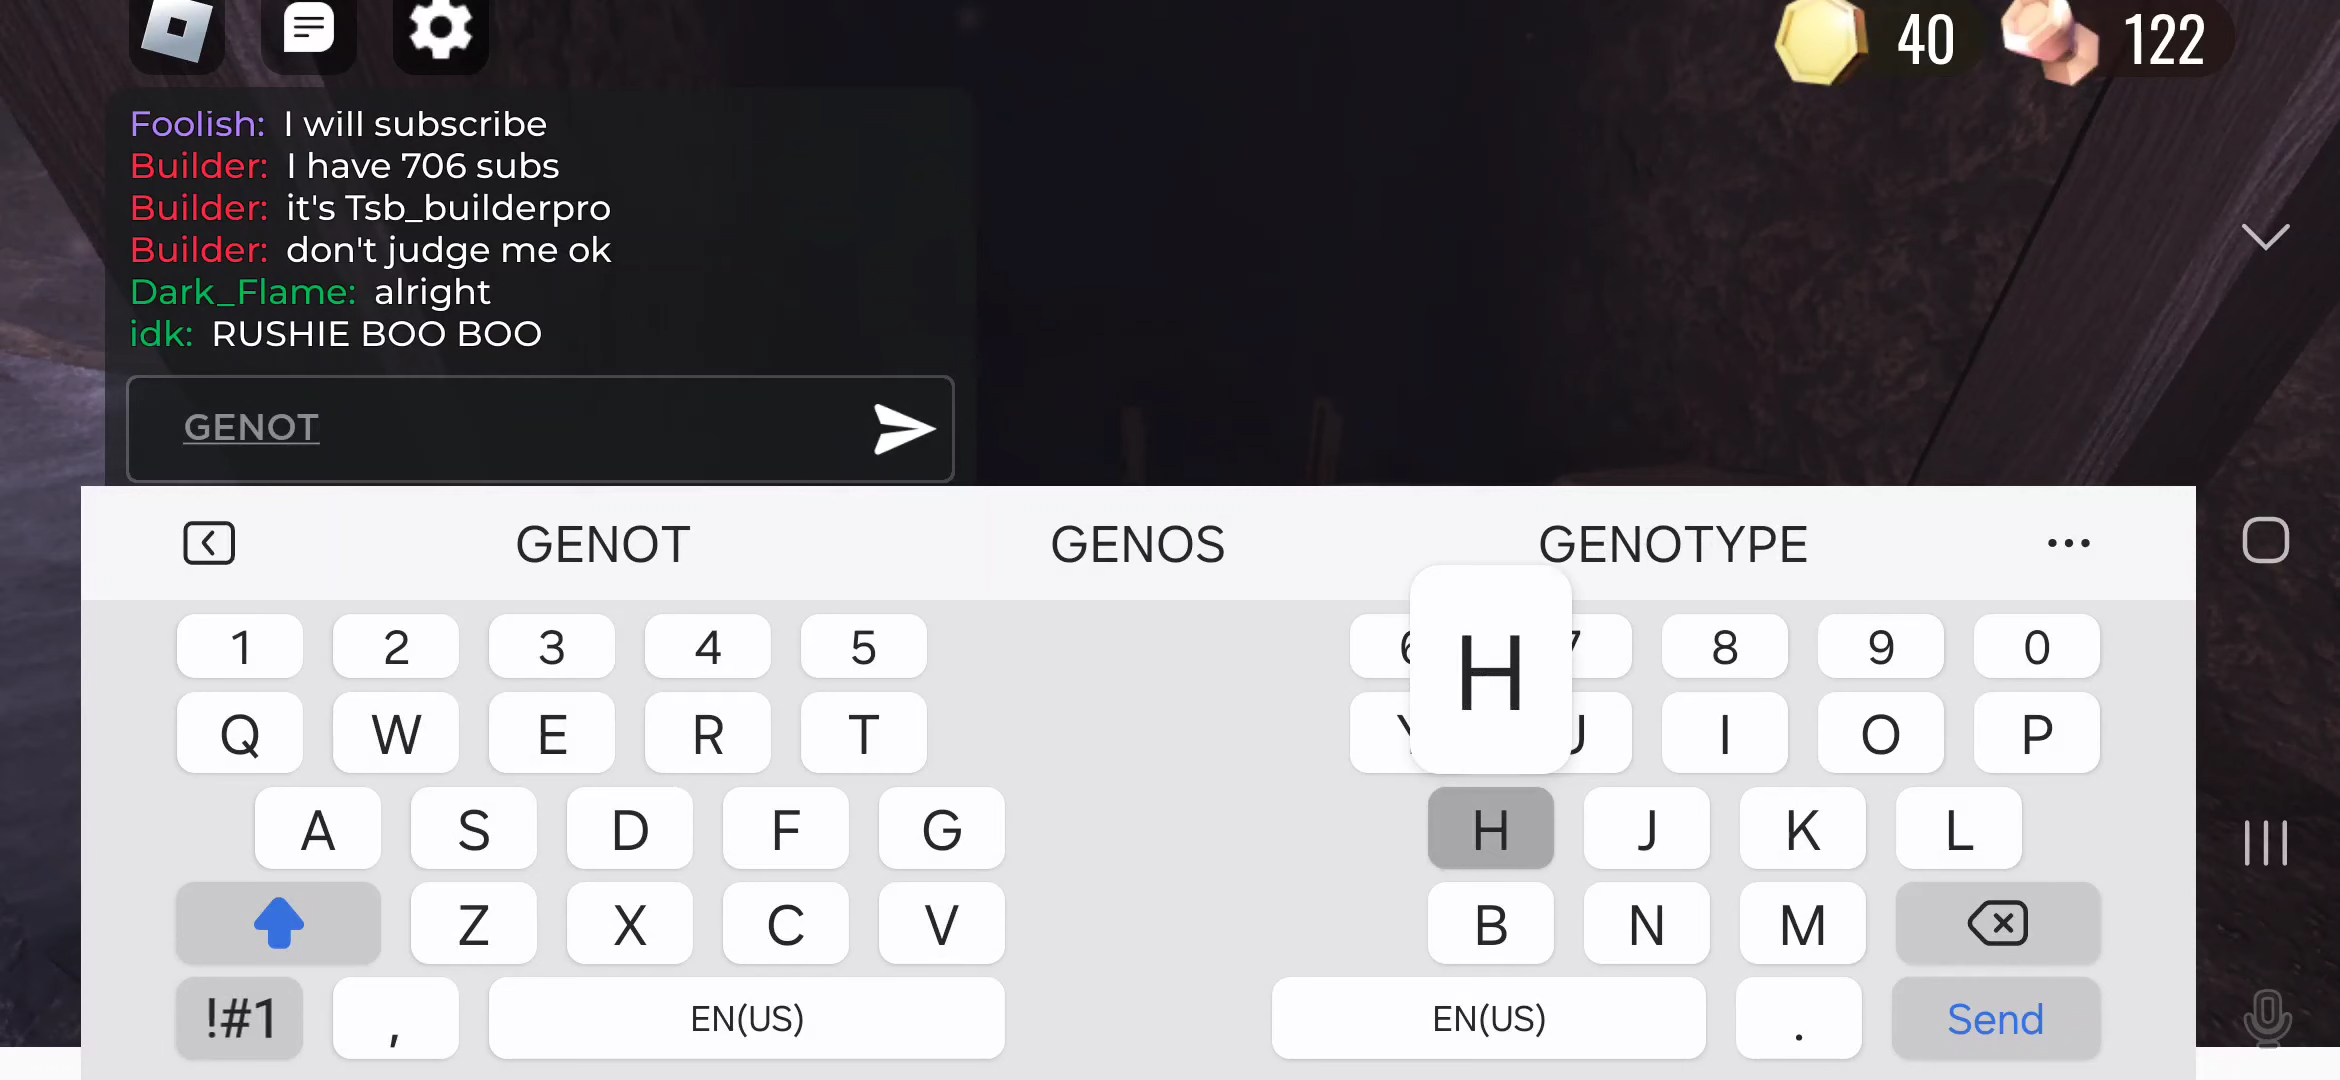 40 122
Foolish: I will subscribe
Builder: I have 706 subs
Builder: it's Tsb_builderpro
Builder: don't judge me ok
Dark_Flame: alright
idk: RUSHIE BOO BOO
GENOT
GENOT GENOS GENOTYPE
1 2 3 4 5 6 7 8 9 0
H
Q W E R T Y U I O P
A S D F G H J K L
Z X C V B N M
!#1 , EN(US) EN(US) . Send